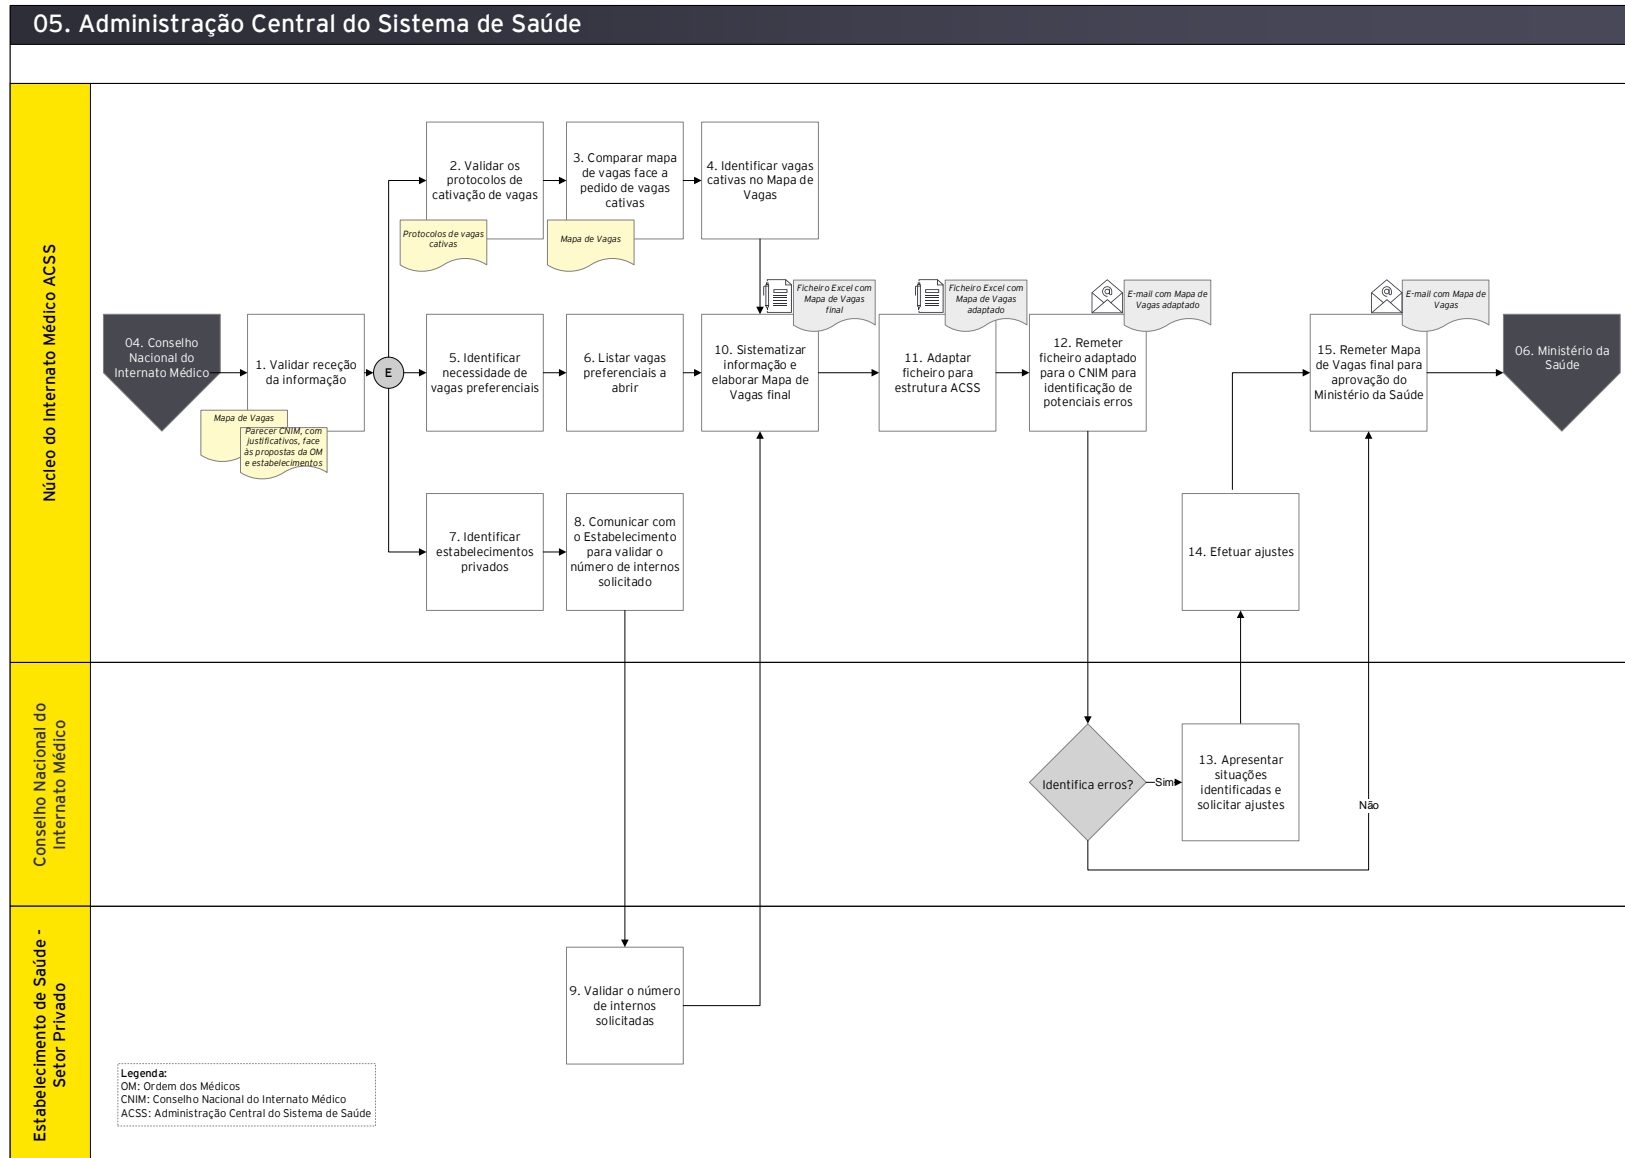 05. Administração Central do Sistema de Saúde
Núcleo do Internato Médico ACSS
04. Conselho
Nacional do
Internato Médico
1. Validar receção
da informação
Mapa de Vagas
Parecer CNIM, com
justificativos, face
às propostas da OM
e estabelecimentos
E
2. Validar os
protocolos de
cativação de vagas
Protocolos de vagas
cativas
3. Comparar mapa
de vagas face a
pedido de vagas
cativas
Mapa de Vagas
4. Identificar vagas
cativas no Mapa de
Vagas
5. Identificar
necessidade de
vagas preferenciais
6. Listar vagas
preferenciais a
abrir
7. Identificar
estabelecimentos
privados
8. Comunicar com
o Estabelecimento
para validar o
número de internos
solicitado
10. Sistematizar
informação e
elaborar Mapa de
Vagas final
Ficheiro Excel com
Mapa de Vagas
final
11. Adaptar
ficheiro para
estrutura ACSS
Ficheiro Excel com
Mapa de Vagas
adaptado
12. Remeter
ficheiro adaptado
para o CNIM para
identificação de
potenciais erros
@
E-mail com Mapa de
Vagas adaptado
14. Efetuar ajustes
15. Remeter Mapa
de Vagas final para
aprovação do
Ministério da Saúde
@
E-mail com Mapa de
Vagas
06. Ministério da
Saúde
Conselho Nacional do
Internato Médico
Identifica erros?
Sim
13. Apresentar
situações
identificadas e
solicitar ajustes
Não
Estabelecimento de Saúde -
Setor Privado
9. Validar o número
de internos
solicitadas
Legenda:
OM: Ordem dos Médicos
CNIM: Conselho Nacional do Internato Médico
ACSS: Administração Central do Sistema de Saúde